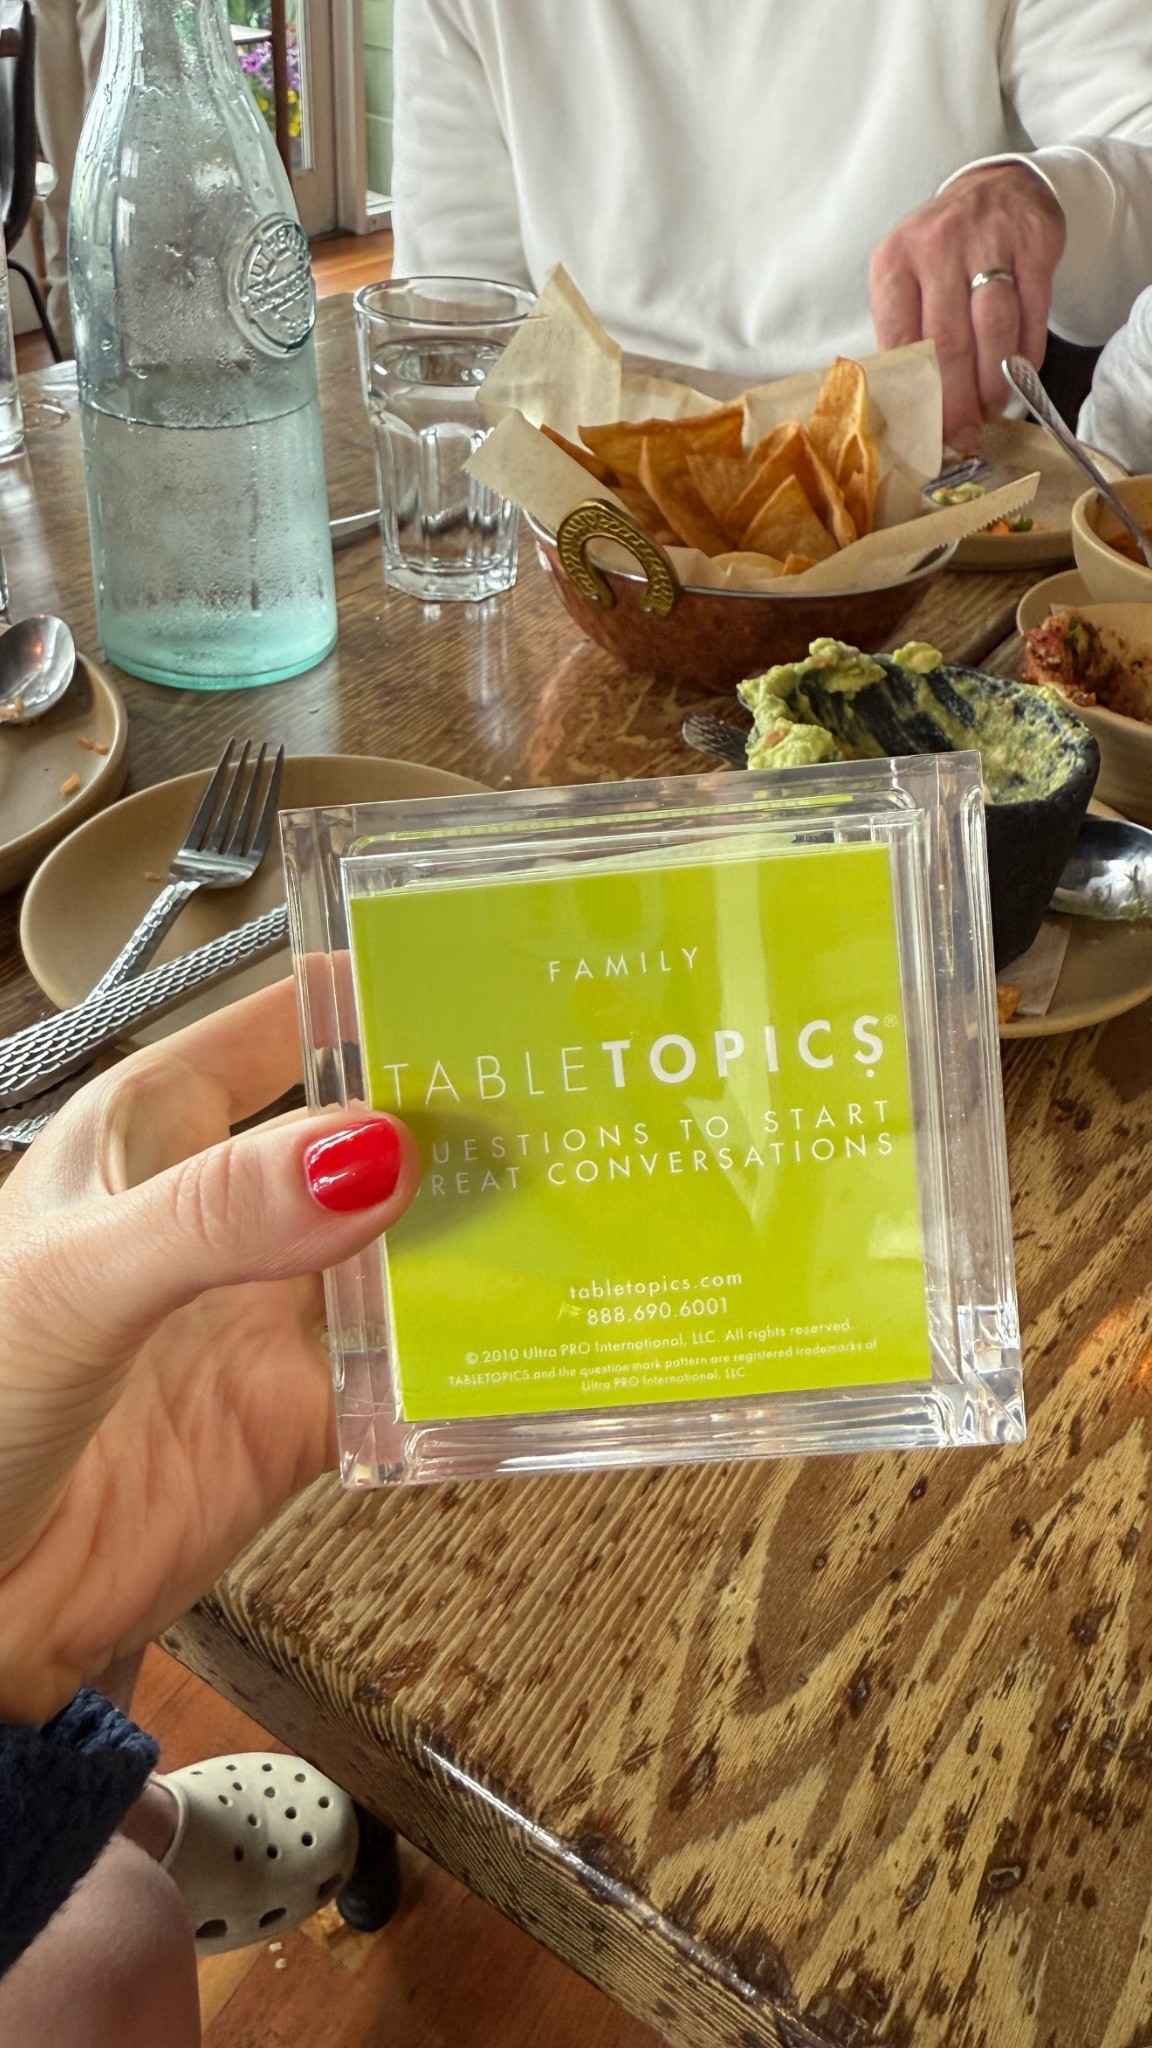 FAMILY
TABLETOPICS®
UESTIONS TO START
REAT CONVERSATIONS
tabletopics.com
888.690.6001
© 2010 Ultra PRO International, LLC. All rights reserved.
TABLETOPICS and the question mark pattern are registered trademarks of
Ultra PRO International, LLC